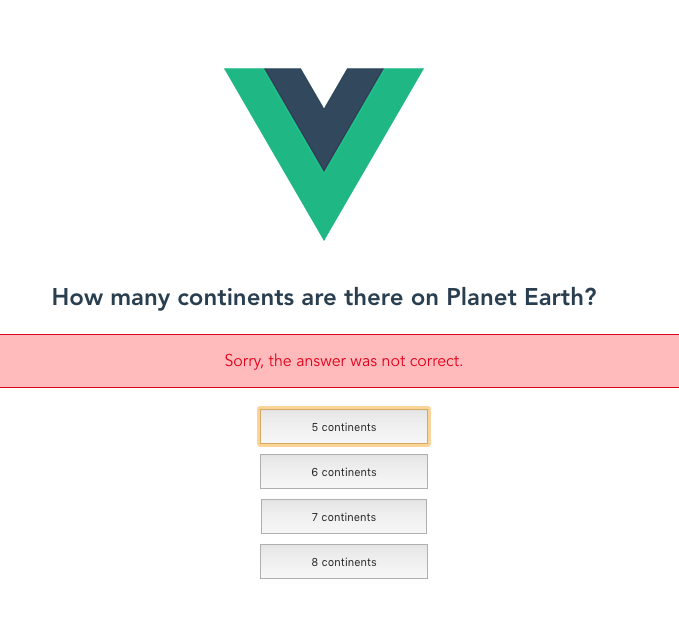 How many continents are there on Planet Earth?
Sorry, the answer was not correct.
5 continents
6 continents
7 continents
8 continents